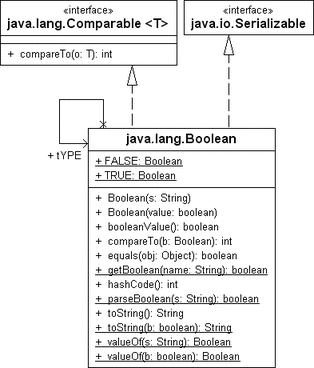 «interface»
java.lang.Comparable <T>
+ compareTo(o: T): int
«interface»
java.io.Serializable
+ tYPE
java.lang.Boolean
+ FALSE: Boolean
+ TRUE: Boolean
+ Boolean(s: String)
+ Boolean(value: boolean)
+ booleanValue(): boolean
+ compareTo(b: Boolean): int
+ equals(obj: Object): boolean
+ getBoolean(name: String): boolean
+ hashCode(): int
+ parseBoolean(s: String): boolean
+ toString(): String
+ toString(b: boolean): String
+ valueOf(s: String): Boolean
+ valueOf(b: boolean): Boolean